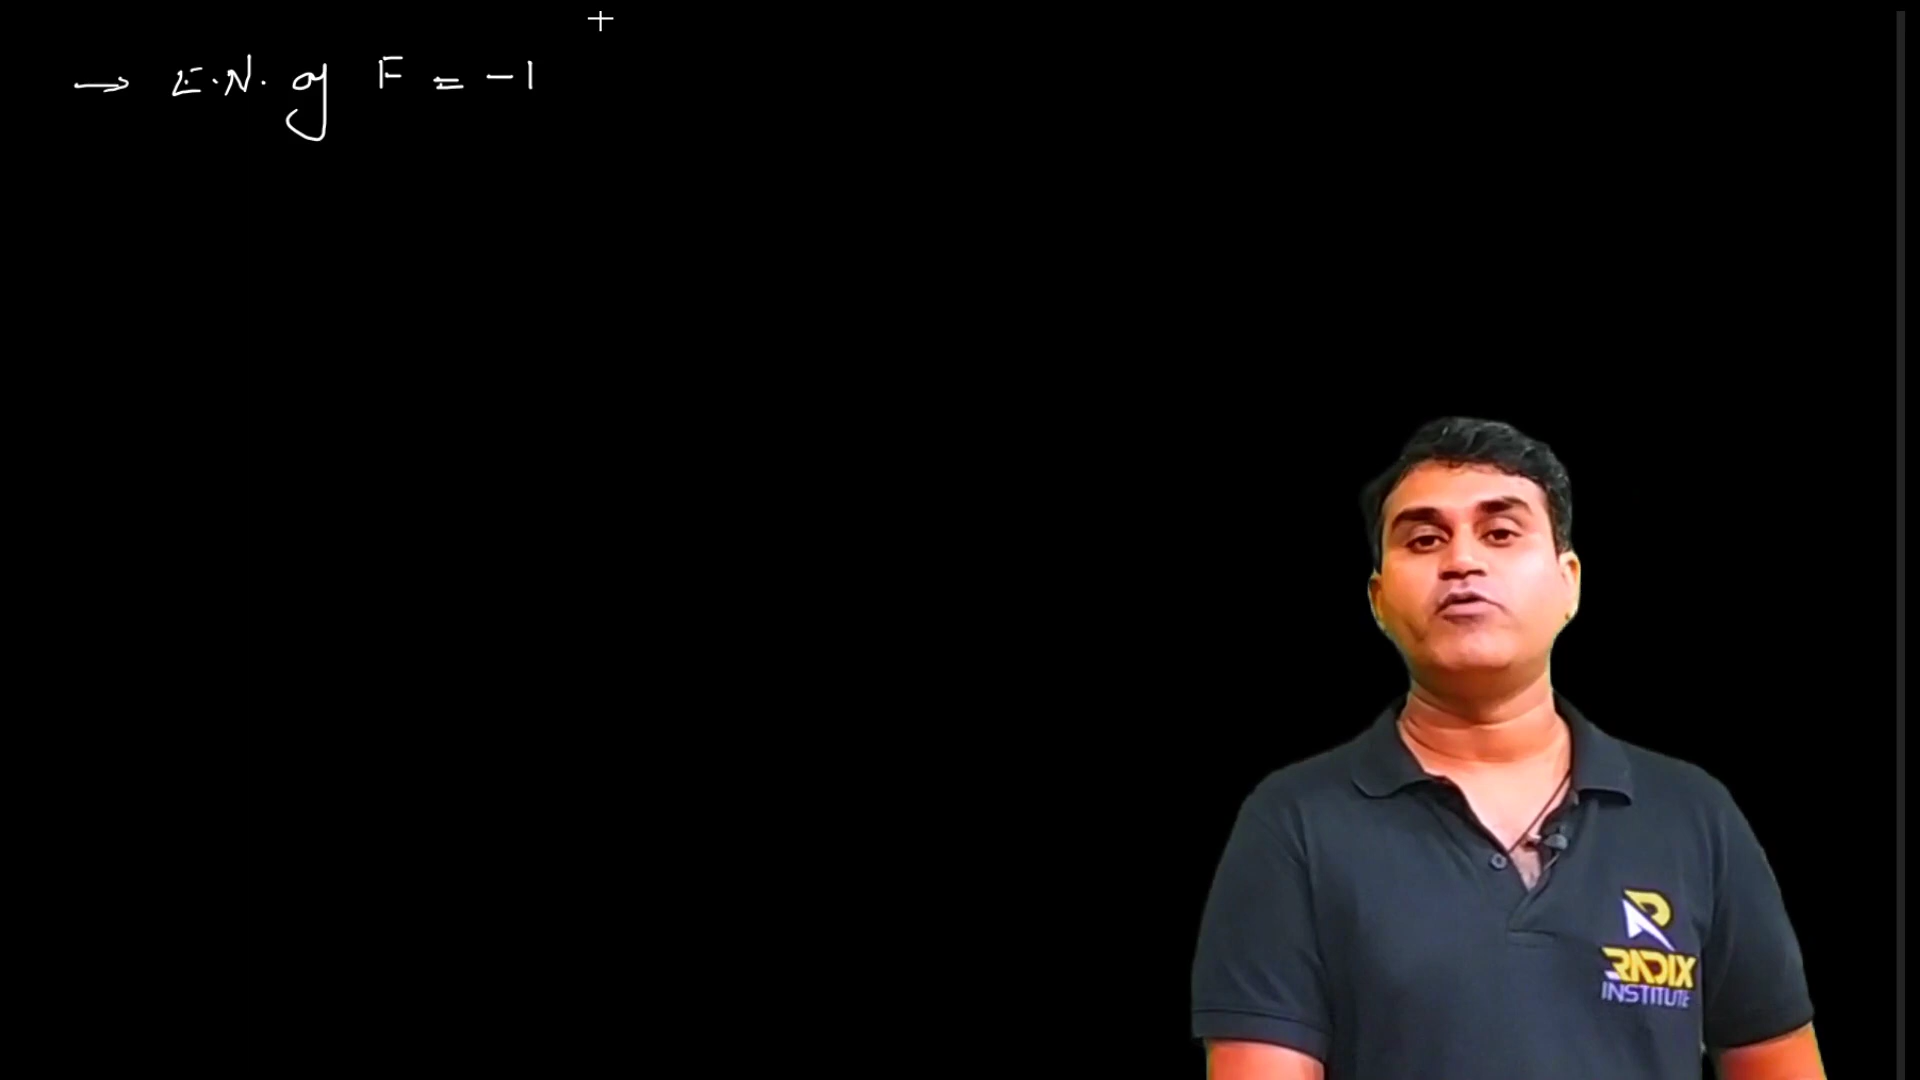 → E.N. of F = -1
RADIX
INSTITUTE